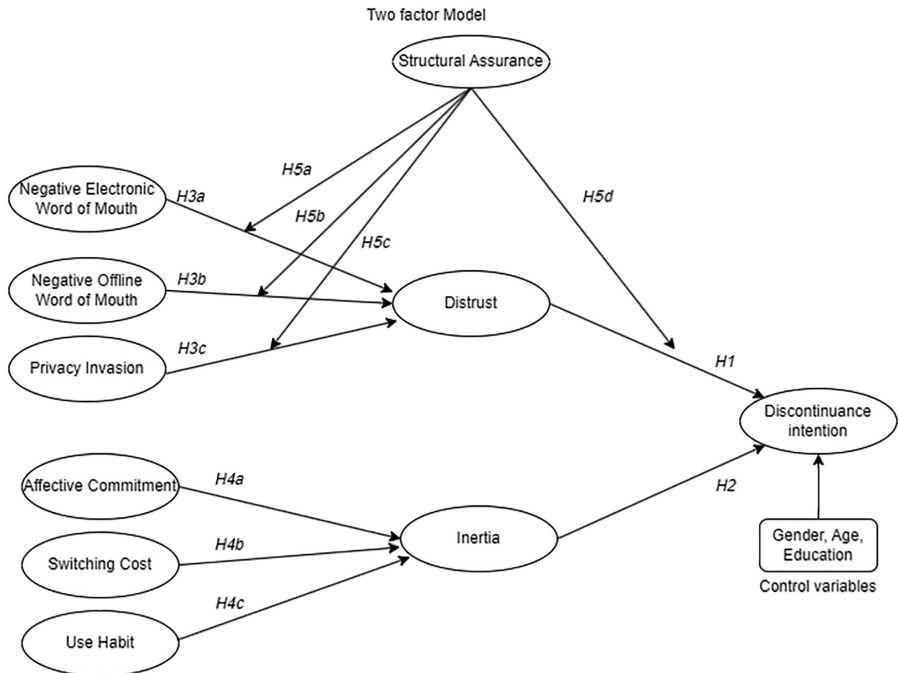 Two factor Model
Structural Assurance
H5a
H5d
Negative Electronic
Word of Mouth
H3a
H5b
H5c
Negative Offline
Word of Mouth
H3b
Distrust
H3c
Privacy Invasion
H1
Discontinuance
intention
Affective Commitment
H4a
H2
Inertia
Gender, Age,
Education
Control variables
H4b
Switching Cost
H4c
Use Habit